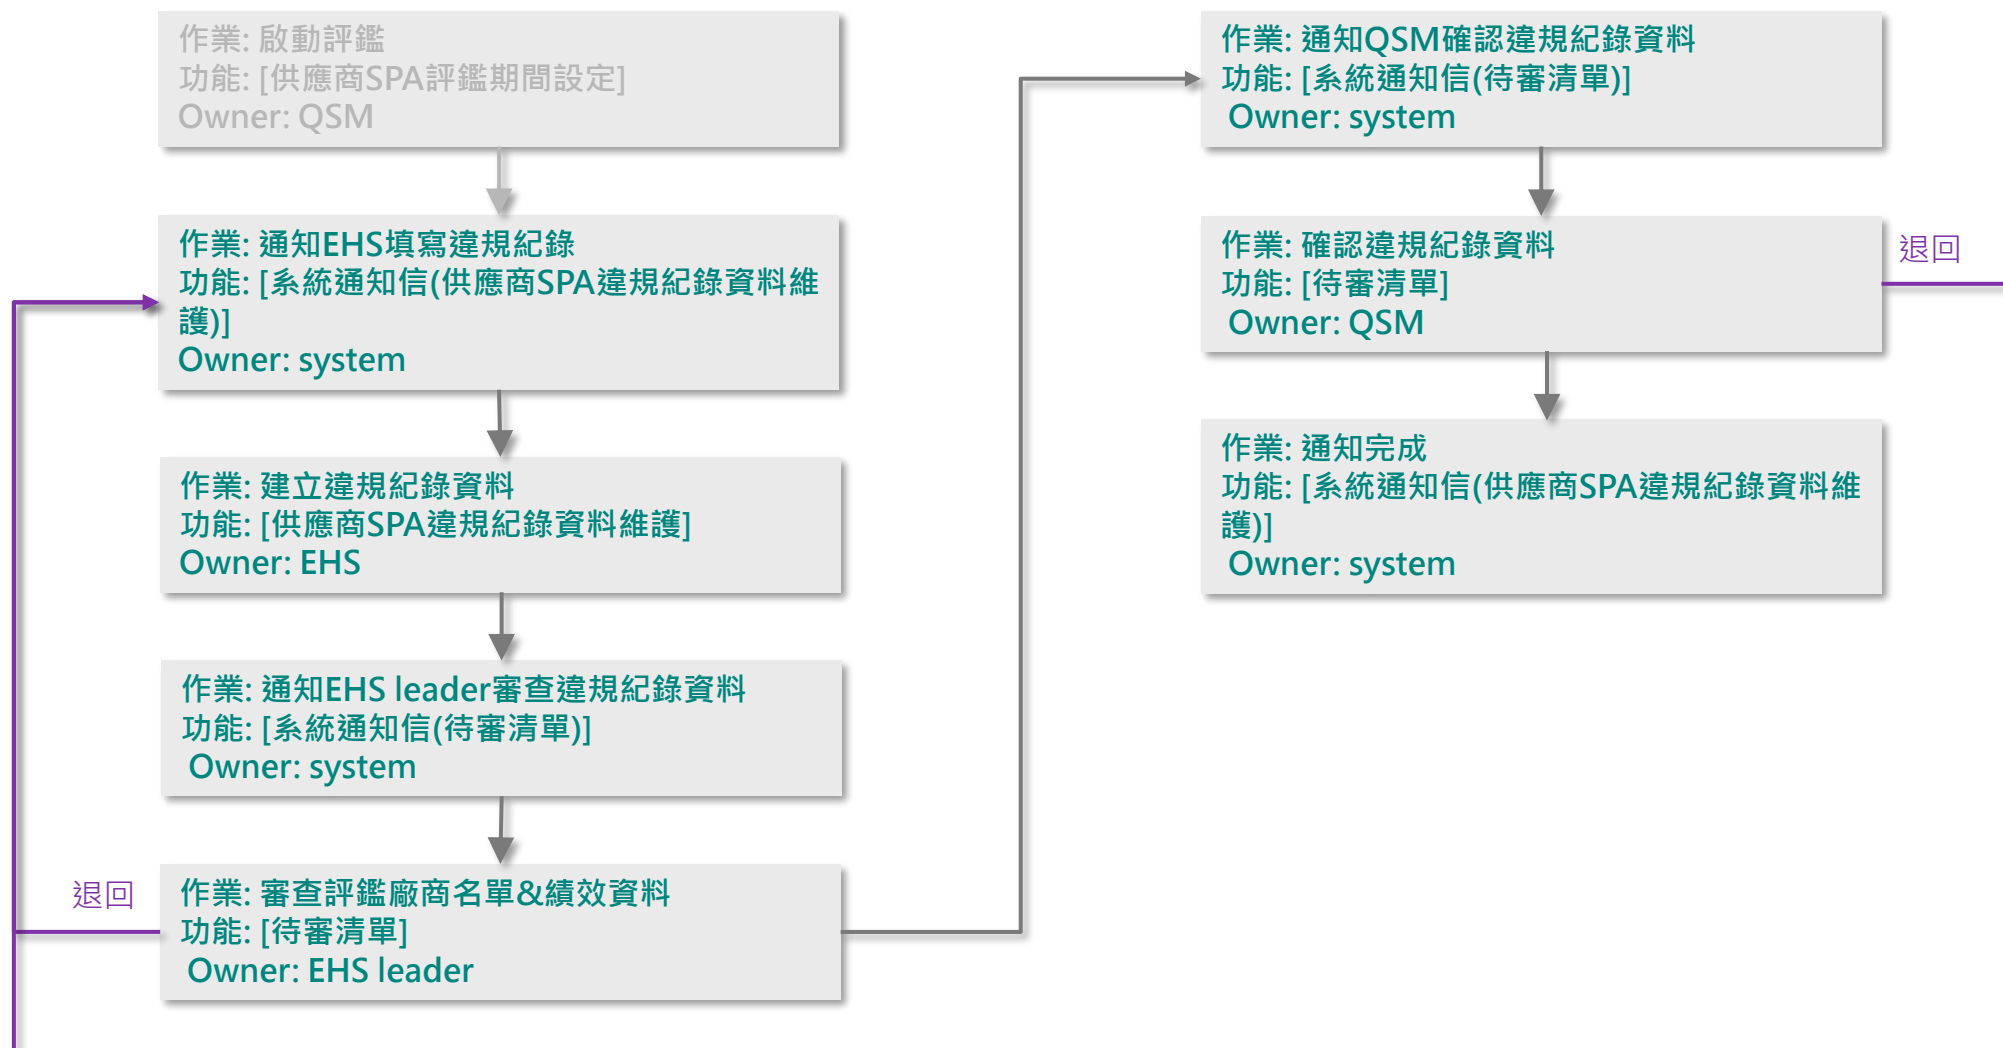 作業: 啟動評鑑
功能: [供應商SPA評鑑期間設定]
Owner: QSM
作業: 通知EHS填寫違規紀錄
功能: [系統通知信(供應商SPA違規紀錄資料維
護)]
Owner: system
作業: 建立違規紀錄資料
功能: [供應商SPA違規紀錄資料維護]
Owner: EHS
作業: 通知EHS leader審查違規紀錄資料
功能: [系統通知信(待審清單)]
Owner: system
退回
作業: 審查評鑑廠商名單&績效資料
功能: [待審清單]
Owner: EHS leader
作業: 通知QSM確認違規紀錄資料
功能: [系統通知信(待審清單)]
Owner: system
作業: 確認違規紀錄資料
功能: [待審清單]
Owner: QSM
退回
作業: 通知完成
功能: [系統通知信(供應商SPA違規紀錄資料維
護)]
Owner: system